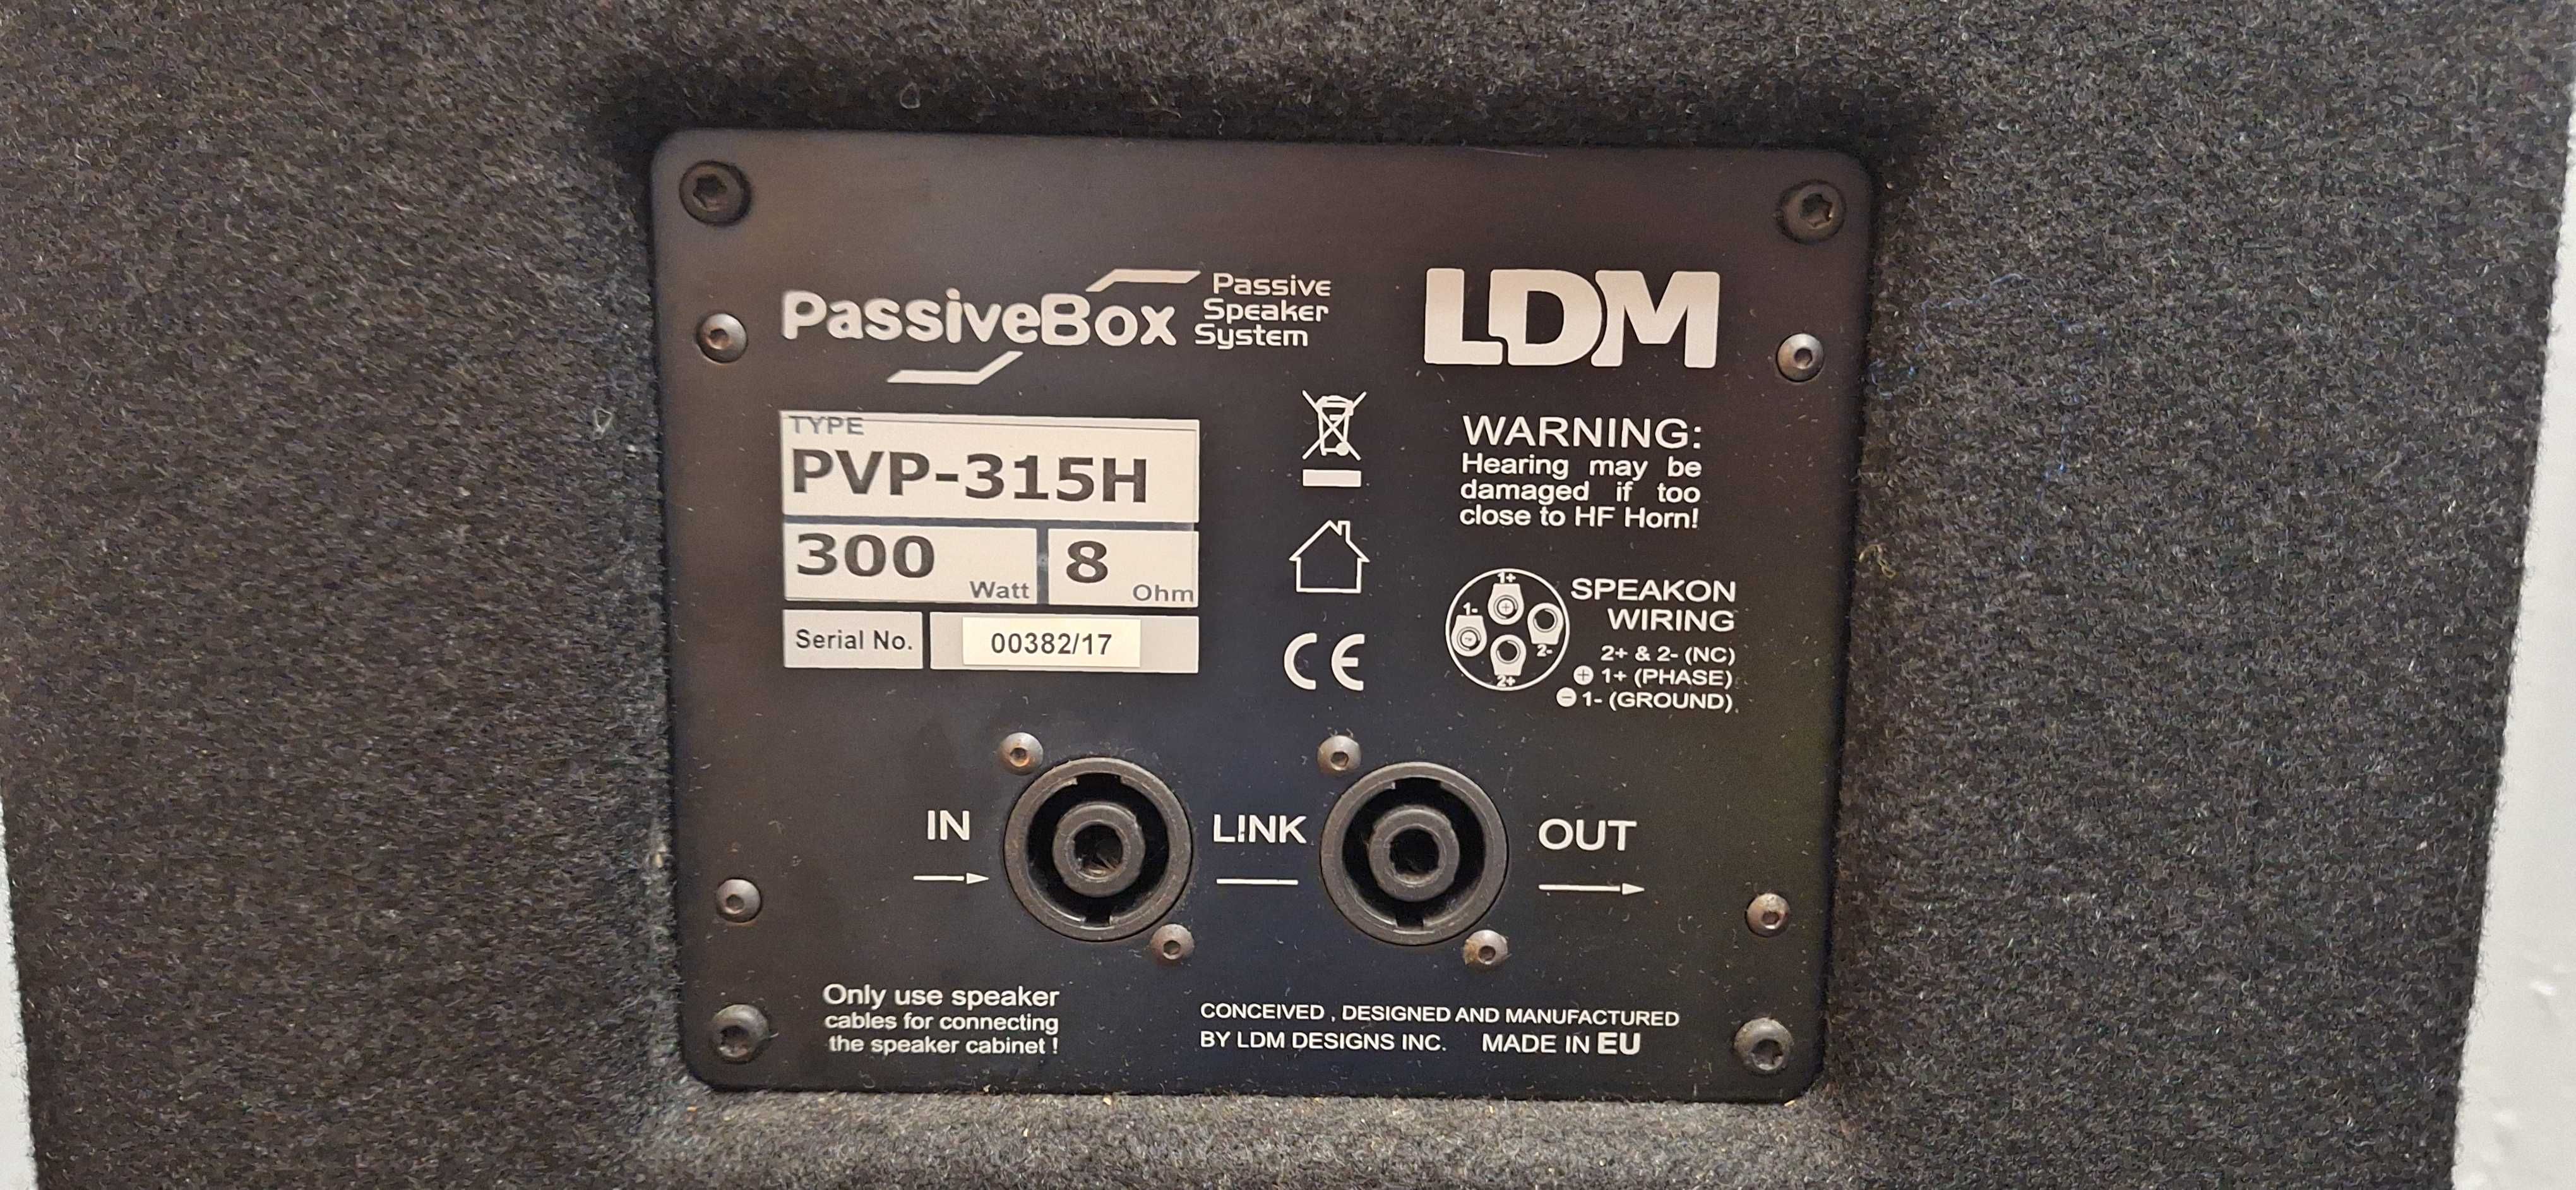 PassiveBox Passive
Speaker
System
LDM
TYPE
PVP-315H
300 Watt 8 Ohm
Serial No. 00382/17
WARNING:
Hearing may be
damaged if too
close to HF Horn!
CE
1+
1-
2-
2+
SPEAKON
WIRING
2+ & 2- (NC)
+ 1+ (PHASE)
- 1- (GROUND)
IN LINK OUT
Only use speaker
cables for connecting
the speaker cabinet !
CONCEIVED , DESIGNED AND MANUFACTURED
BY LDM DESIGNS INC. MADE IN EU